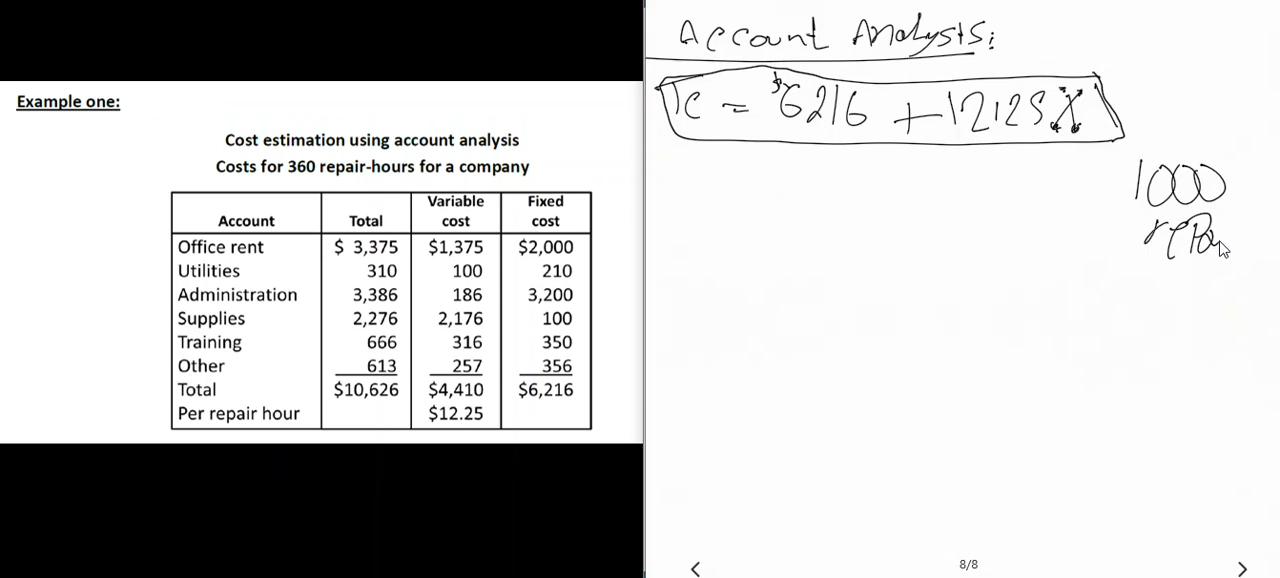 Example one:
Cost estimation using account analysis
Costs for 360 repair-hours for a company
Account Total Variable cost Fixed cost
Office rent $ 3,375 $1,375 $2,000
Utilities 310 100 210
Administration 3,386 186 3,200
Supplies 2,276 2,176 100
Training 666 316 350
Other 613 257 356
Total $10,626 $4,410 $6,216
Per repair hour $12.25
Account Analysis:
TC = $6216 + 12.25X
1000
repa
8/8